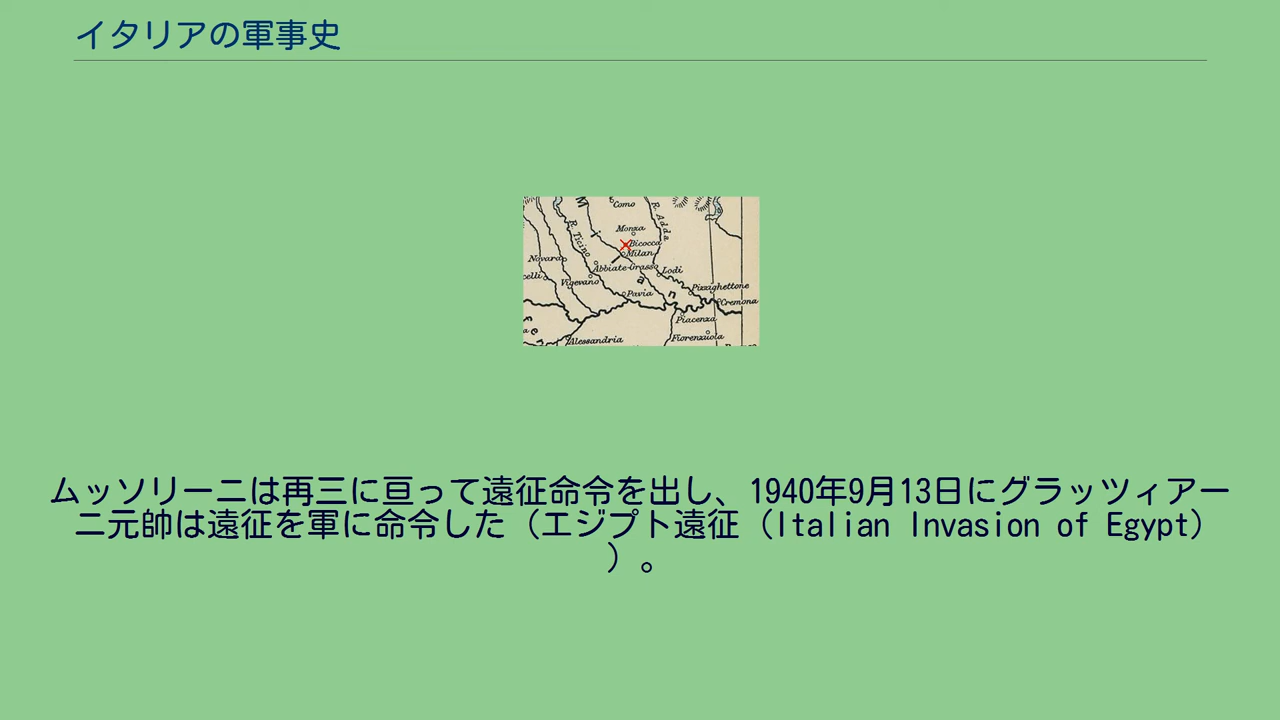 イタリアの軍事史
Como
R. Adda
Monza
R. Ticino
Bicocca
Milan
Novara
Abbiate-Grasso
Lodi
celli
Vigevano
Pizzighettone
Pavia
Cremona
Piacenza
Alessandria
Fiorenzuola
ムッソリーニは再三に亘って遠征命令を出し、1940年9月13日にグラッツィアー
ニ元帥は遠征を軍に命令した（エジプト遠征（Italian Invasion of Egypt）
）。